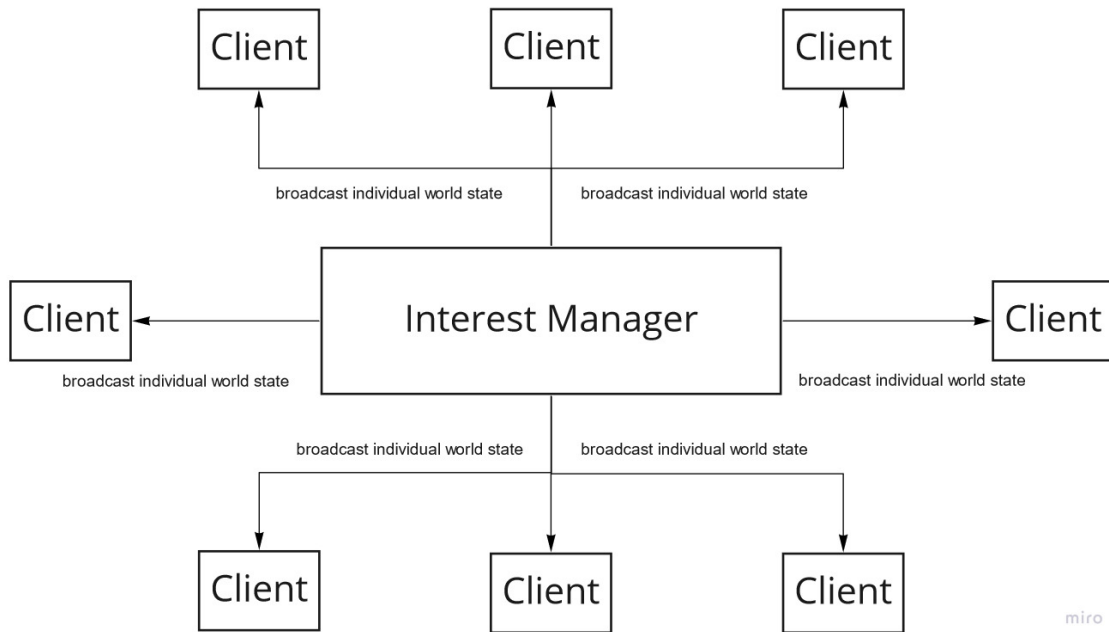 Client
Client
Client
broadcast individual world state
broadcast individual world state
Client
Interest Manager
Client
broadcast individual world state
broadcast individual world state
broadcast individual world state
broadcast individual world state
Client
Client
Client
miro